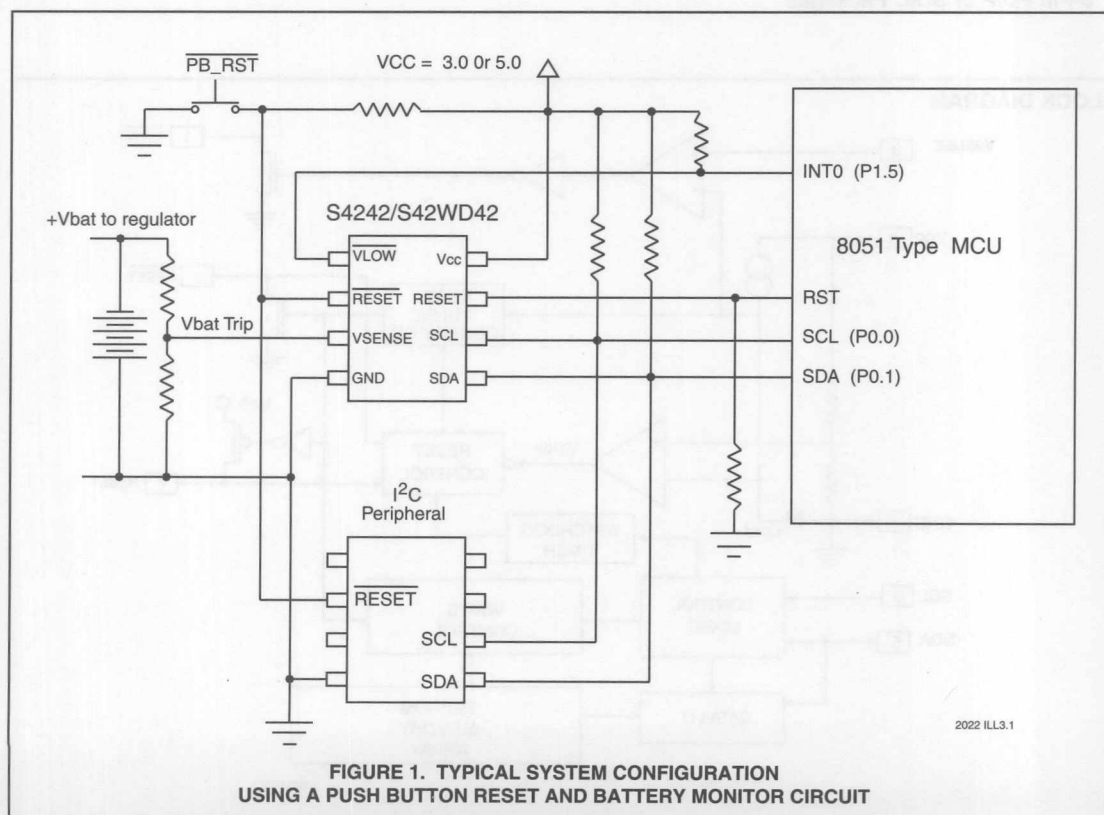 PB_RST
VCC = 3.0 0r 5.0
INT0 (P1.5)
+Vbat to regulator
S4242/S42WD42
8051 Type MCU
VLOW
Vcc
RESET
RESET
RST
Vbat Trip
VSENSE
SCL
SCL (P0.0)
GND
SDA
SDA (P0.1)
I²C
Peripheral
RESET
SCL
SDA
2022 ILL3.1
FIGURE 1. TYPICAL SYSTEM CONFIGURATION
USING A PUSH BUTTON RESET AND BATTERY MONITOR CIRCUIT